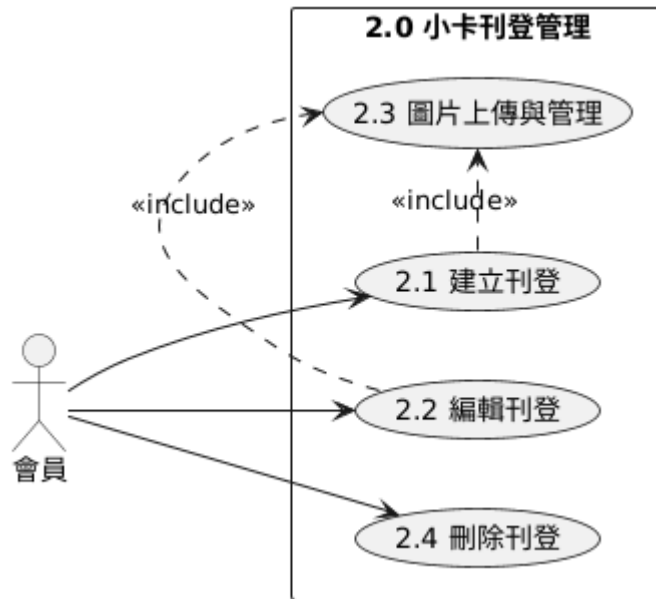 2.0 小卡刊登管理
2.3 圖片上傳與管理
«include»
«include»
2.1 建立刊登
2.2 編輯刊登
會員
2.4 刪除刊登